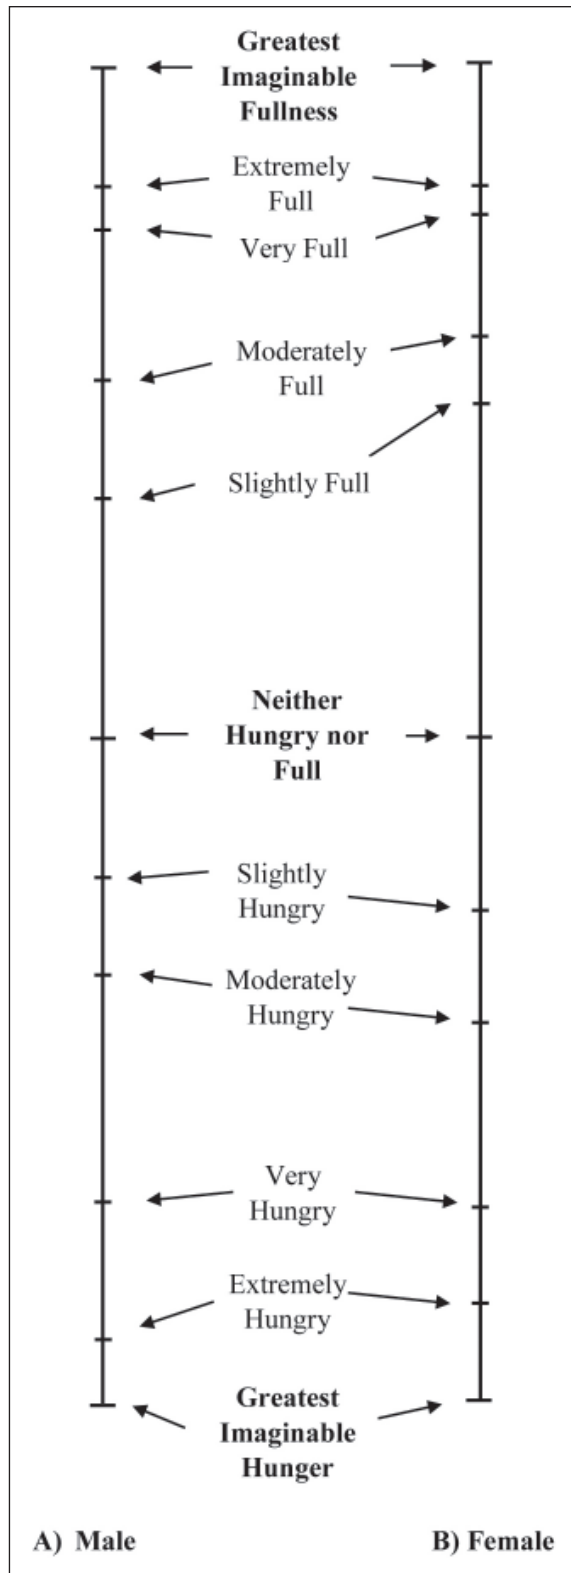 Greatest
Imaginable
Fullness
Extremely
Full
Very Full
Moderately
Full
Slightly Full
Neither
Hungry nor
Full
Slightly
Hungry
Moderately
Hungry
Very
Hungry
Extremely
Hungry
Greatest
Imaginable
Hunger
A) Male
B) Female